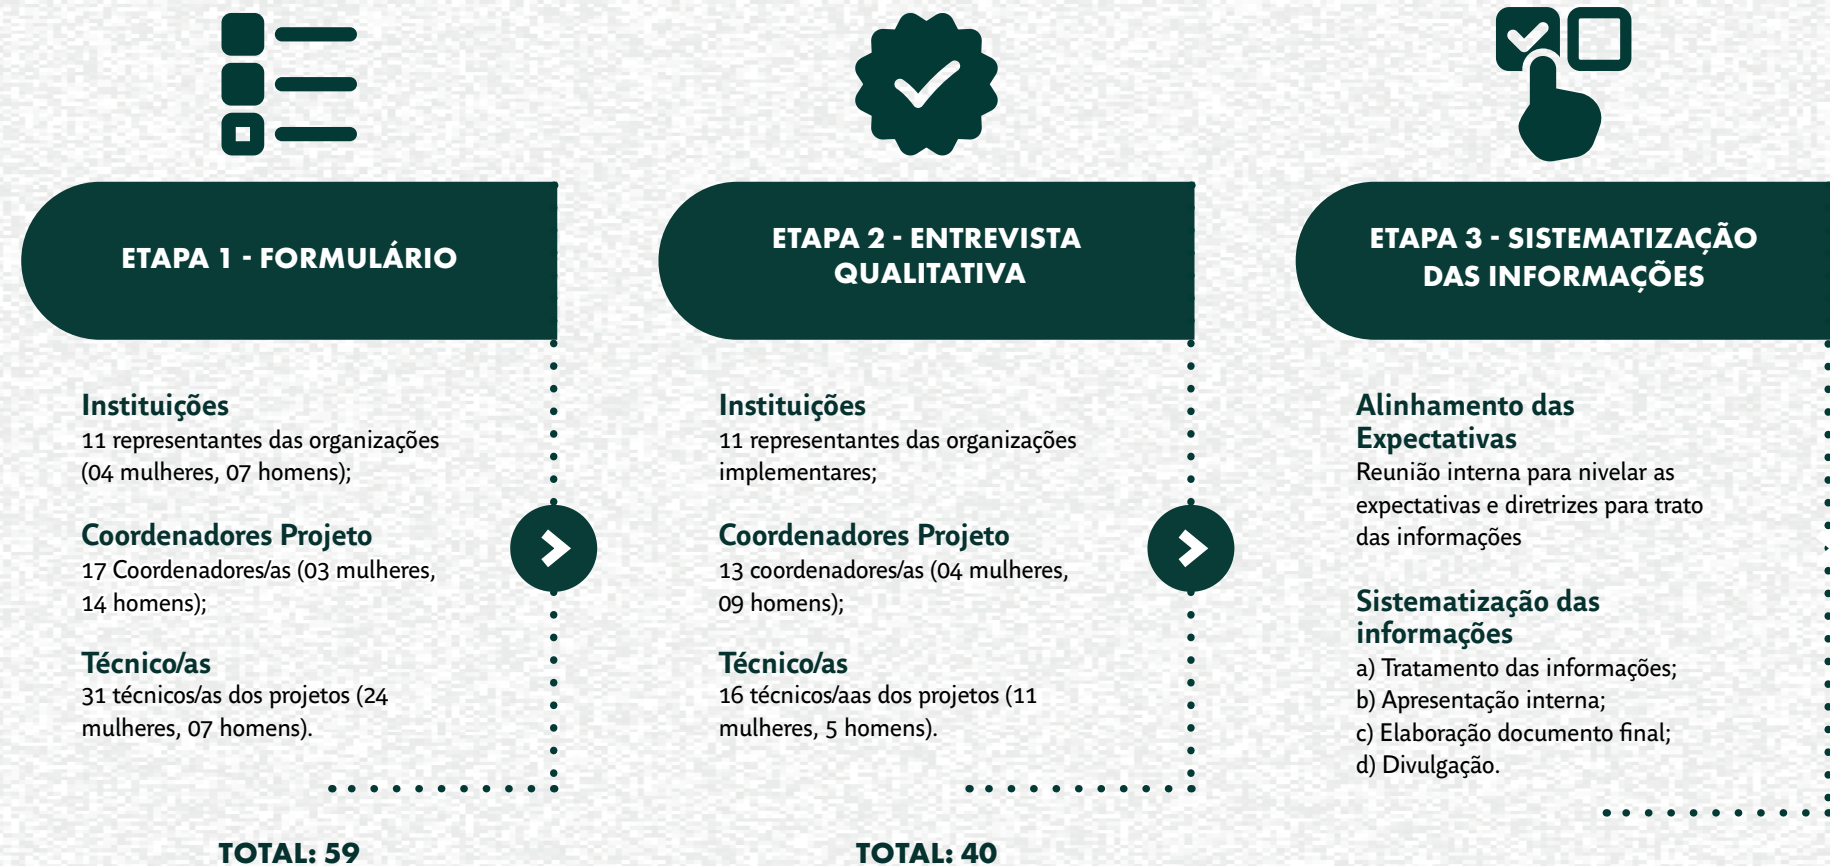 ETAPA 1 - FORMULÁRIO
Instituições
11 representantes das organizações
(04 mulheres, 07 homens);
Coordenadores Projeto
17 Coordenadores/as (03 mulheres,
14 homens);
Técnico/as
31 técnicos/as dos projetos (24
mulheres, 07 homens).
TOTAL: 59
ETAPA 2 - ENTREVISTA
QUALITATIVA
Instituições
11 representantes das organizações
implementares;
Coordenadores Projeto
13 coordenadores/as (04 mulheres,
09 homens);
Técnico/as
16 técnicos/aas dos projetos (11
mulheres, 5 homens).
TOTAL: 40
ETAPA 3 - SISTEMATIZAÇÃO
DAS INFORMAÇÕES
Alinhamento das
Expectativas
Reunião interna para nivelar as
expectativas e diretrizes para trato
das informações
Sistematização das
informações
a) Tratamento das informações;
b) Apresentação interna;
c) Elaboração documento final;
d) Divulgação.